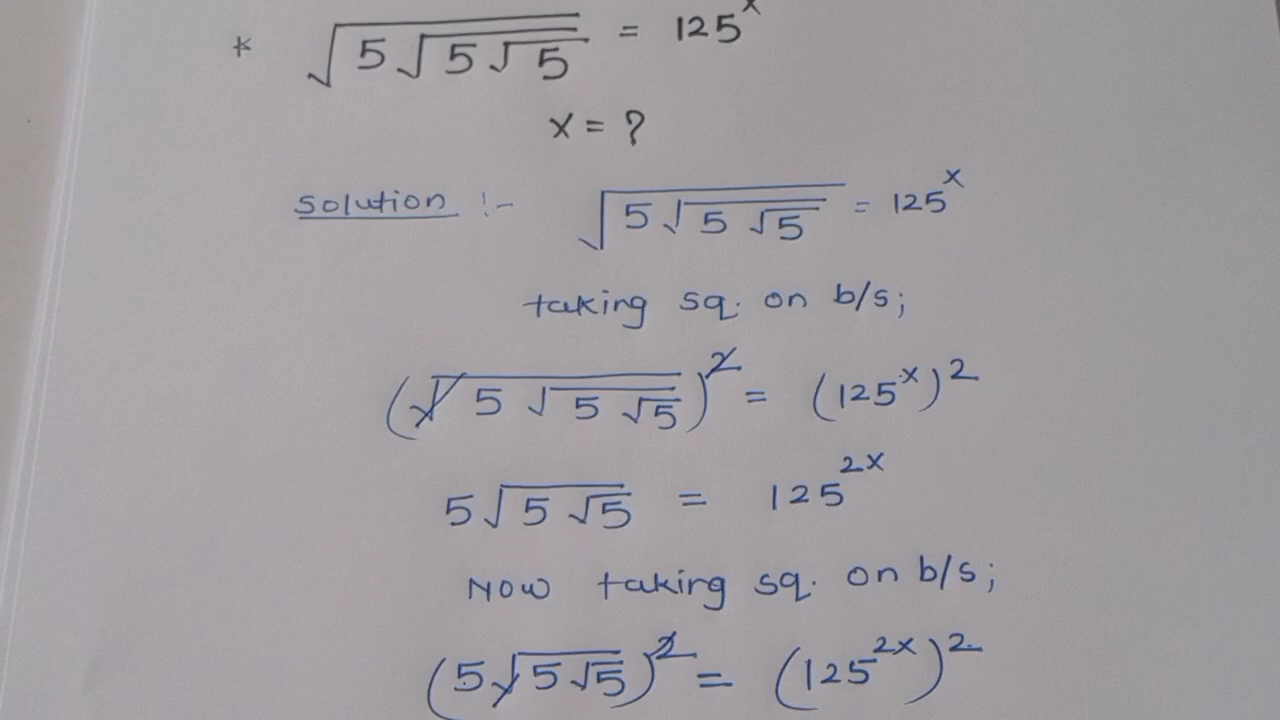 * √(5√(5√5)) = 125^x
x = ?
Solution :- √(5√(5√5)) = 125^x
taking sq. on b/s;
(√(5√(5√5)))^2 = (125^x)^2
5√(5√5) = 125^2x
Now taking sq. on b/s;
(5√(5√5))^2 = (125^2x)^2